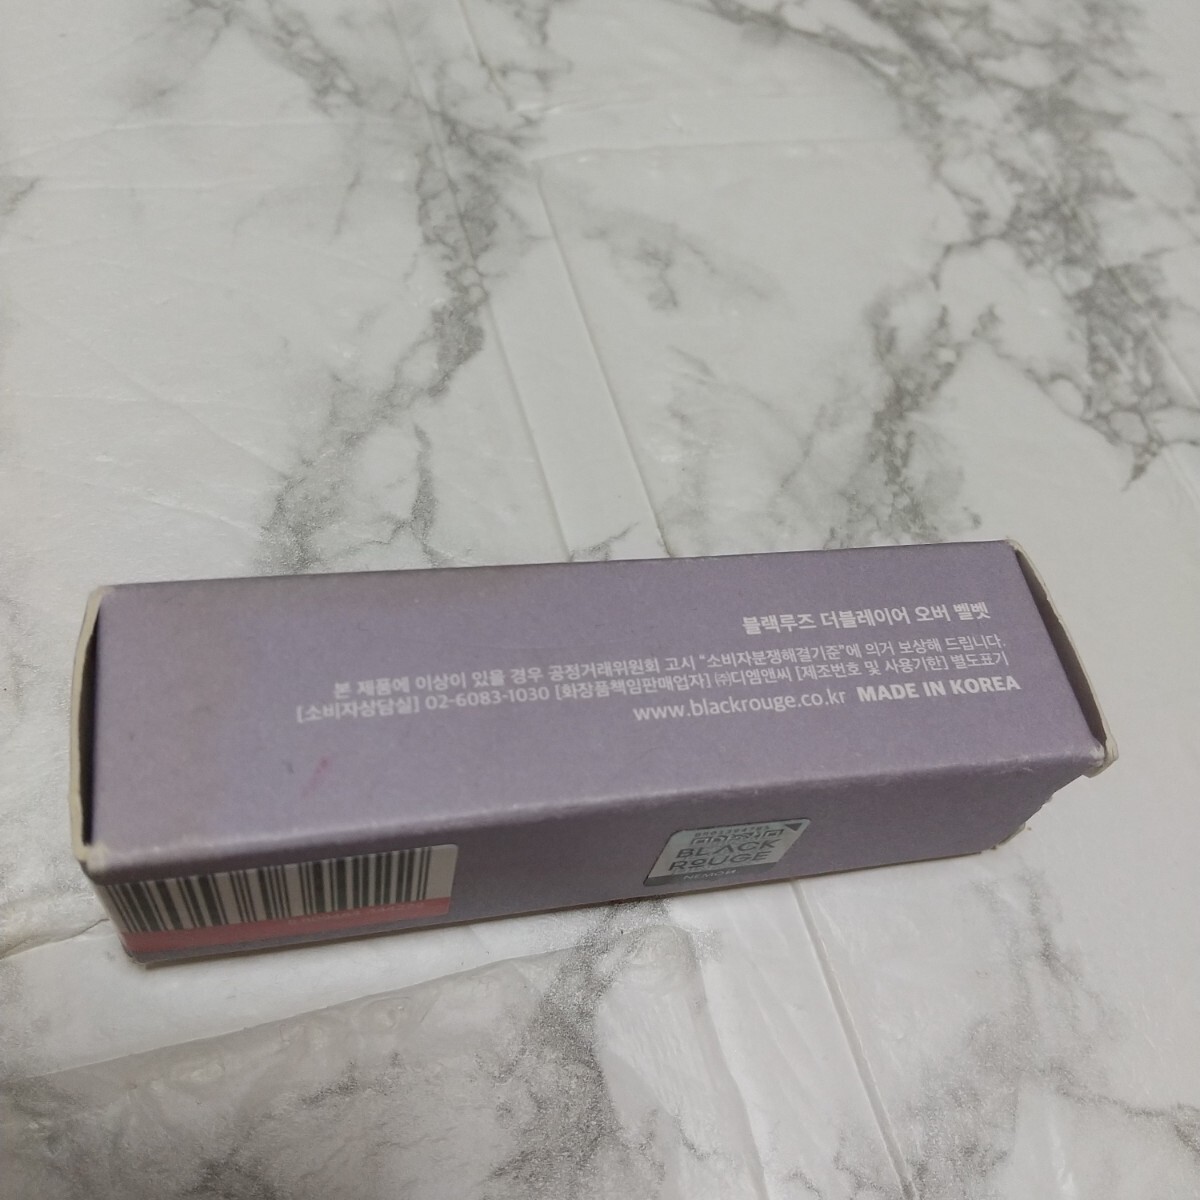 블랙루즈 더블레이어 오버 벨벳
본 제품에 이상이 있을 경우 공정거래위원회 고시 "소비자분쟁해결기준"에 의거 보상해 드립니다.
[소비자상담실] 02-6083-1030 [화장품책임판매업자] ㈜디엠앤씨 [제조번호 및 사용기한] 별도표기
www.blackrouge.co.kr MADE IN KOREA
BLACK
ROUGE